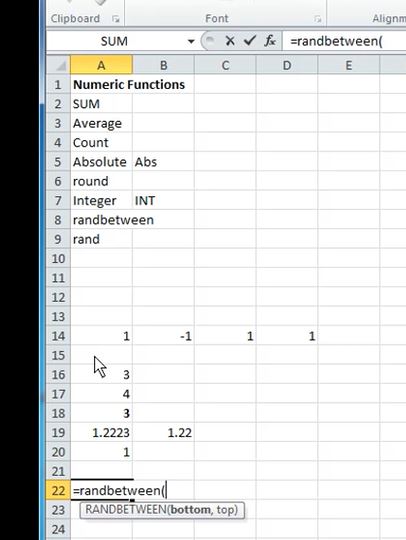 Clipboard Font Alignm
SUM fx =randbetween(
A B C D E
1 Numeric Functions
2 SUM
3 Average
4 Count
5 Absolute Abs
6 round
7 Integer INT
8 randbetween
9 rand
10
11
12
13
14 1 -1 1 1
15
16 3
17 4
18 3
19 1.2223 1.22
20 1
21
22 =randbetween(
23 RANDBETWEEN(bottom, top)
24